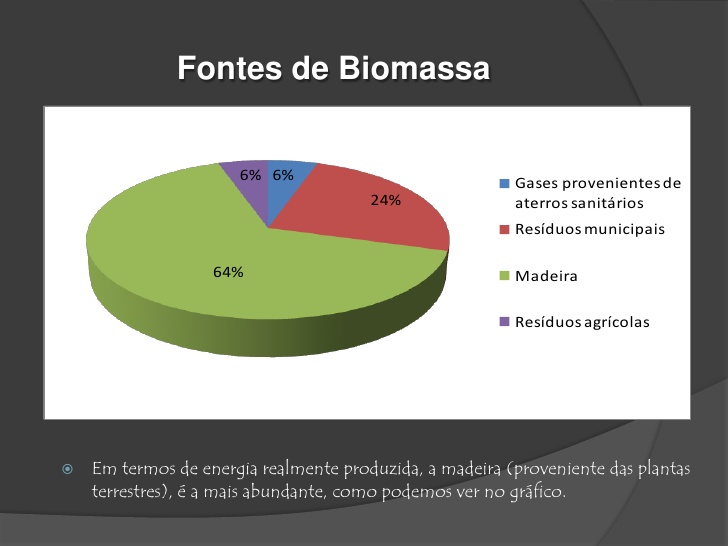 Fontes de Biomassa
6% 6%
24%
64%
Gases provenientes de
aterros sanitários
Resíduos municipais
Madeira
Resíduos agrícolas
Em termos de energia realmente produzida, a madeira (proveniente das plantas
terrestres), é a mais abundante, como podemos ver no gráfico.